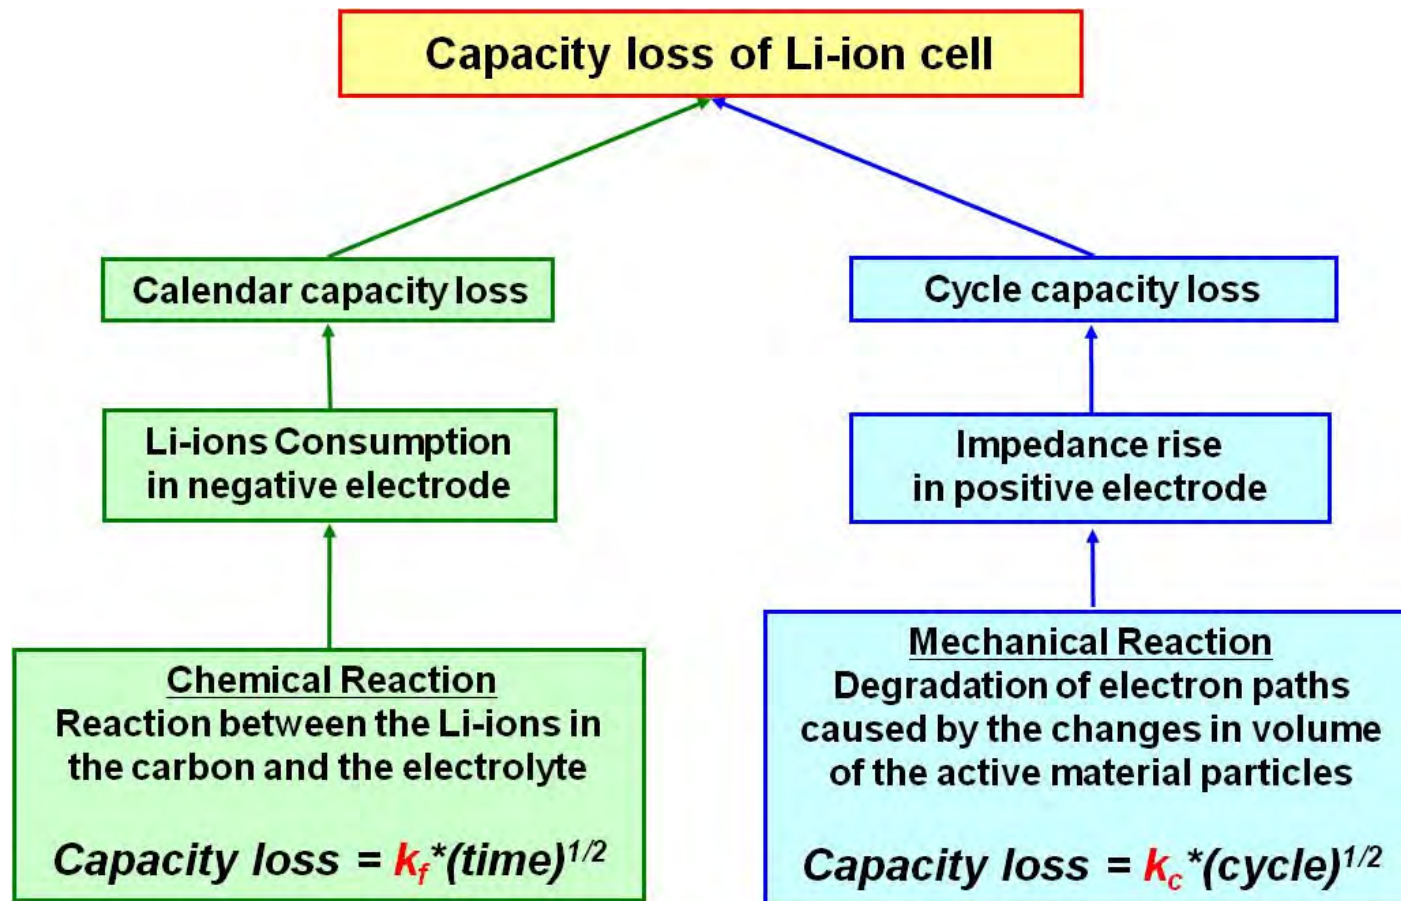 Capacity loss of Li-ion cell
Calendar capacity loss
Cycle capacity loss
Li-ions Consumption
in negative electrode
Impedance rise
in positive electrode
Chemical Reaction
Reaction between the Li-ions in
the carbon and the electrolyte
Capacity loss = k_f*(time)^1/2
Mechanical Reaction
Degradation of electron paths
caused by the changes in volume
of the active material particles
Capacity loss = k_c*(cycle)^1/2